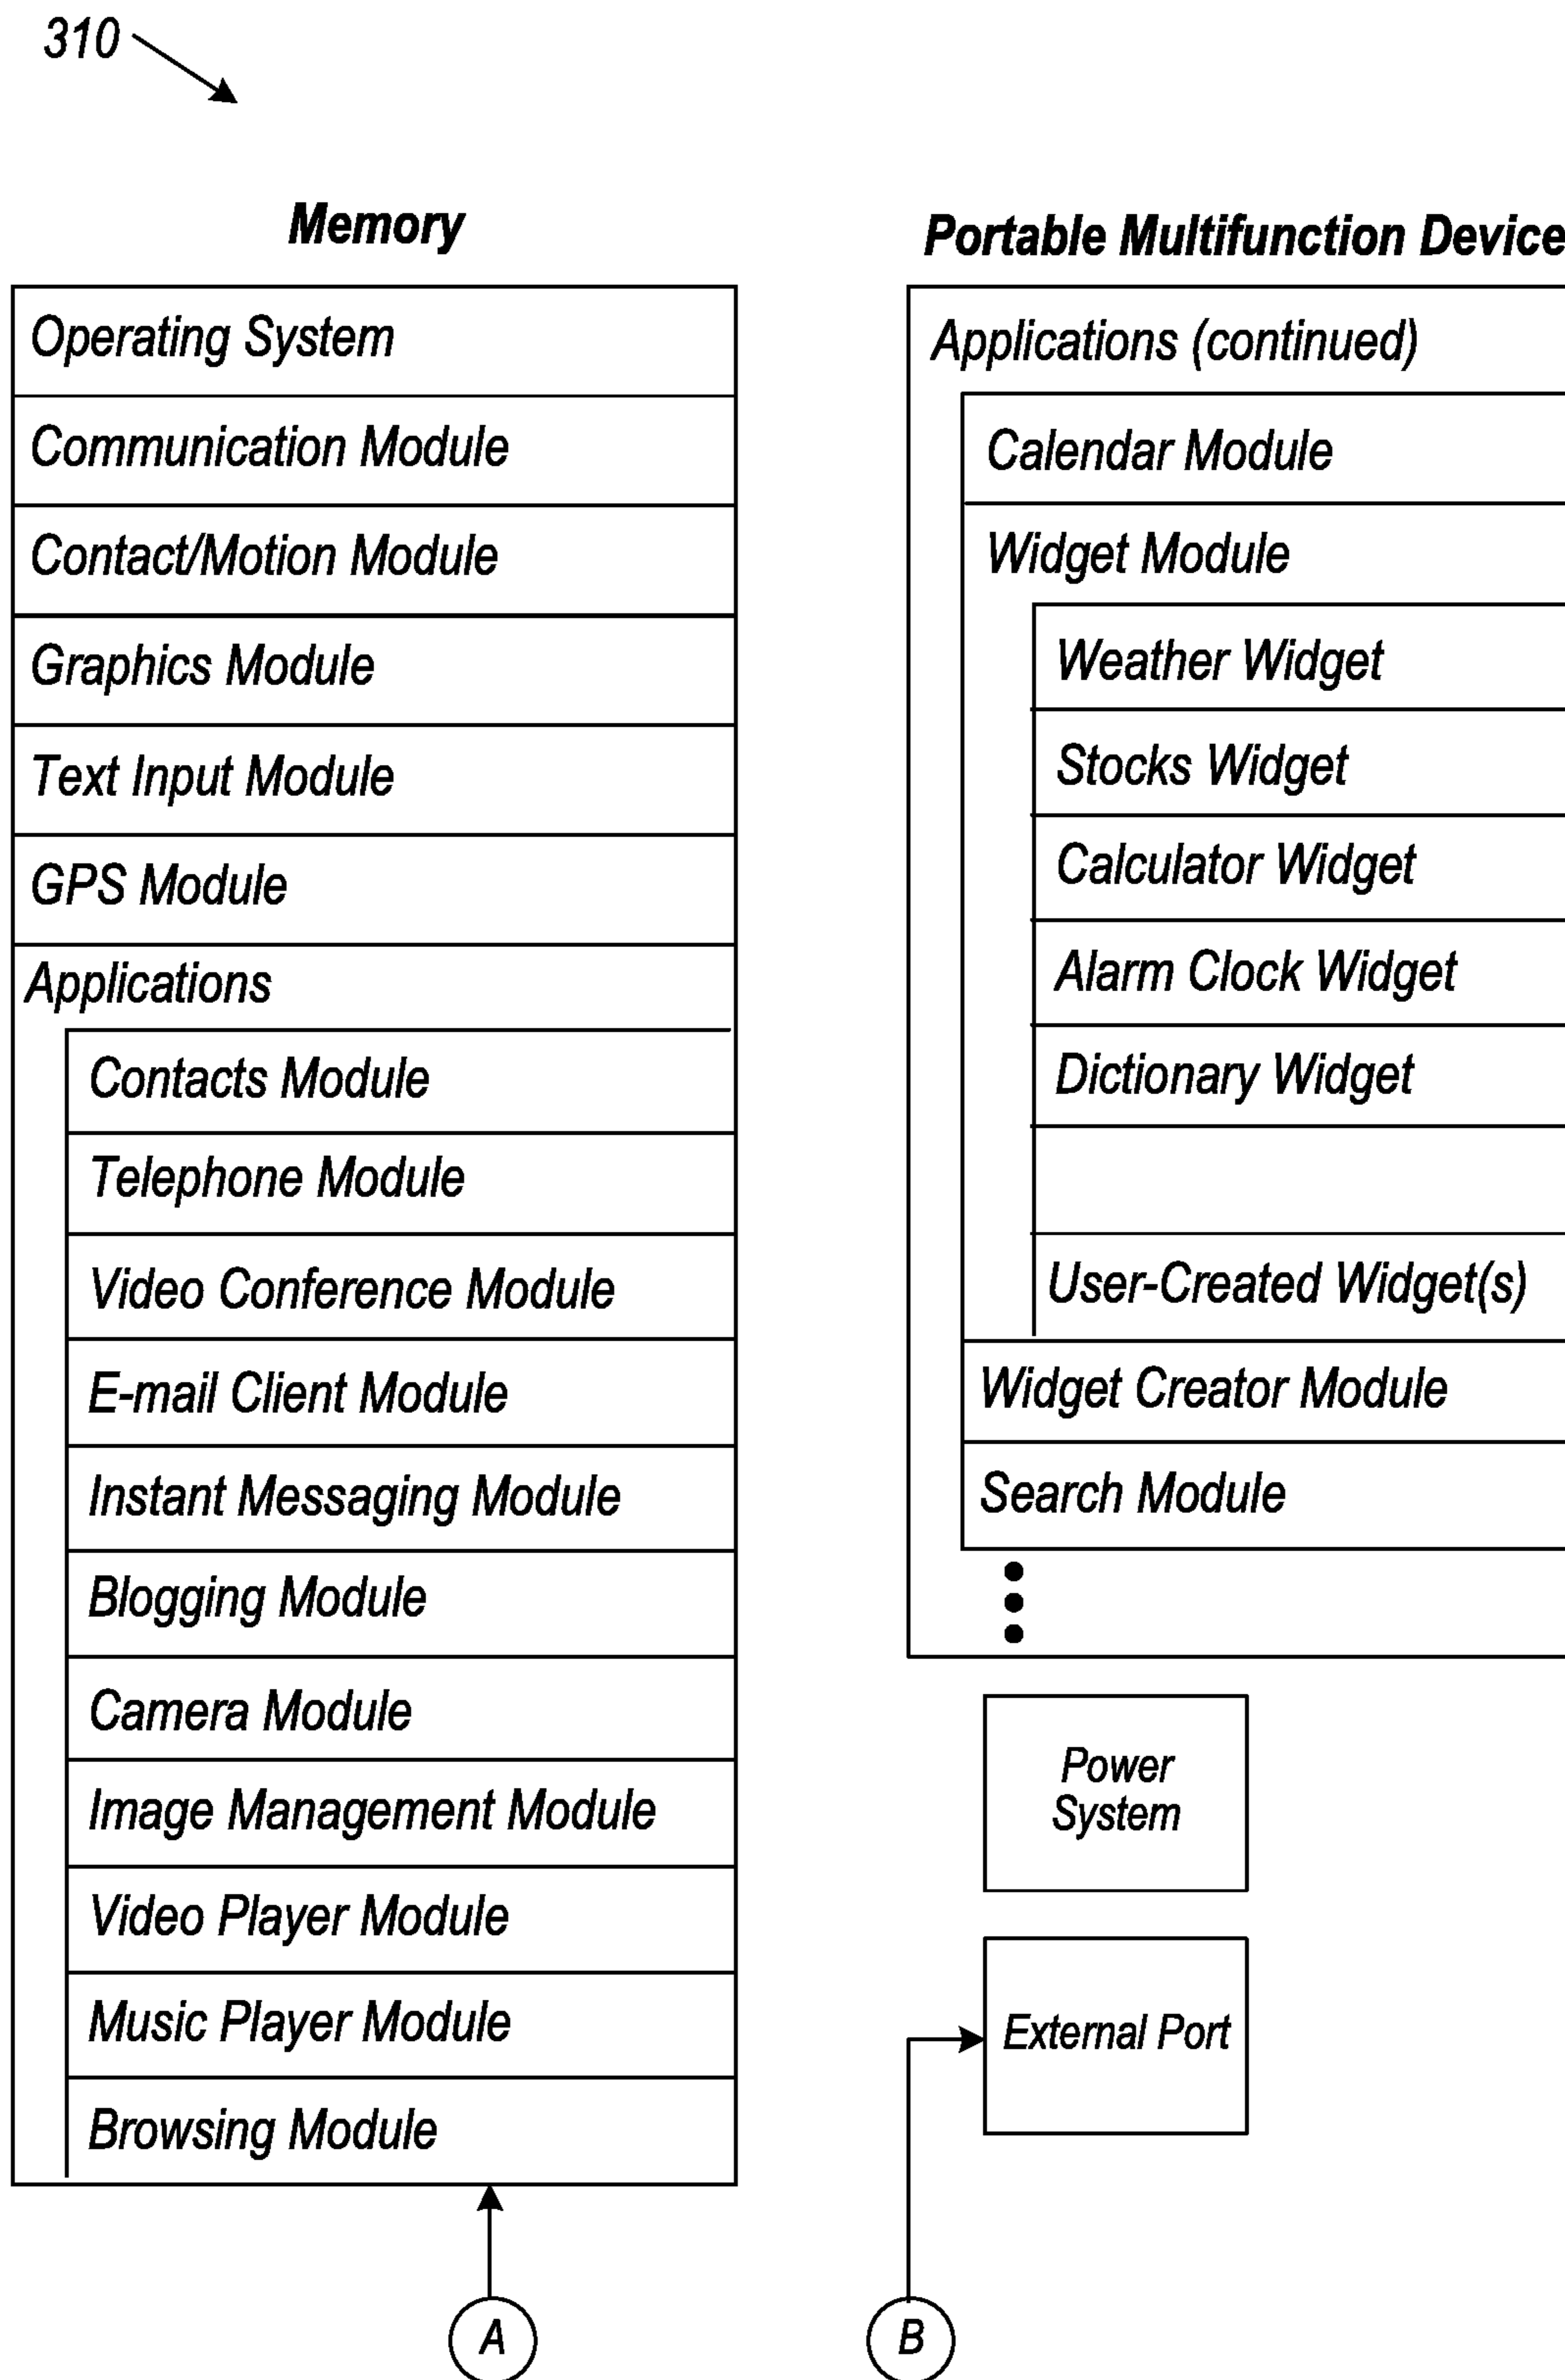 310
Memory
Operating System
Communication Module
Contact/Motion Module
Graphics Module
Text Input Module
GPS Module
Applications
Contacts Module
Telephone Module
Video Conference Module
E-mail Client Module
Instant Messaging Module
Blogging Module
Camera Module
Image Management Module
Video Player Module
Music Player Module
Browsing Module
A
Portable Multifunction Device
Applications (continued)
Calendar Module
Widget Module
Weather Widget
Stocks Widget
Calculator Widget
Alarm Clock Widget
Dictionary Widget
User-Created Widget(s)
Widget Creator Module
Search Module
Power
System
External Port
B